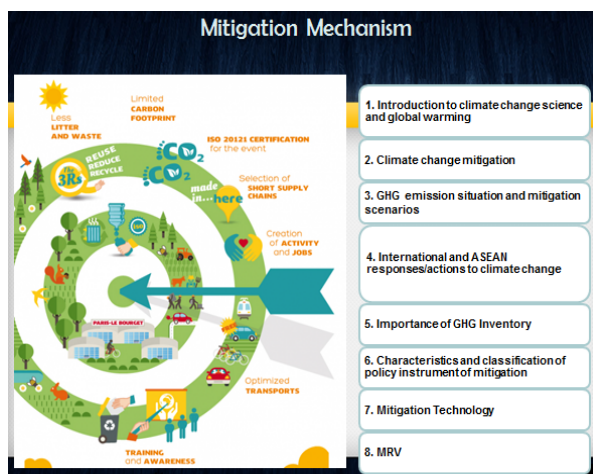 Mitigation Mechanism
Less
LITTER
AND WASTE
Limited
CARBON
FOOTPRINT
ISO 20121 CERTIFICATION
for the event
The
3Rs
REUSE
REDUCE
RECYCLE
CO2
CO2
made
in...here
Selection of
SHORT SUPPLY
CHAINS
ISO
Creation
of ACTIVITY
and JOBS
PARIS-LE BOURGET
FREE
Optimized
TRANSPORTS
TRAINING
and AWARENESS
1. Introduction to climate change science
and global warming
2. Climate change mitigation
3. GHG emission situation and mitigation
scenarios
4. International and ASEAN
responses/actions to climate change
5. Importance of GHG Inventory
6. Characteristics and classification of
policy instrument of mitigation
7. Mitigation Technology
8. MRV